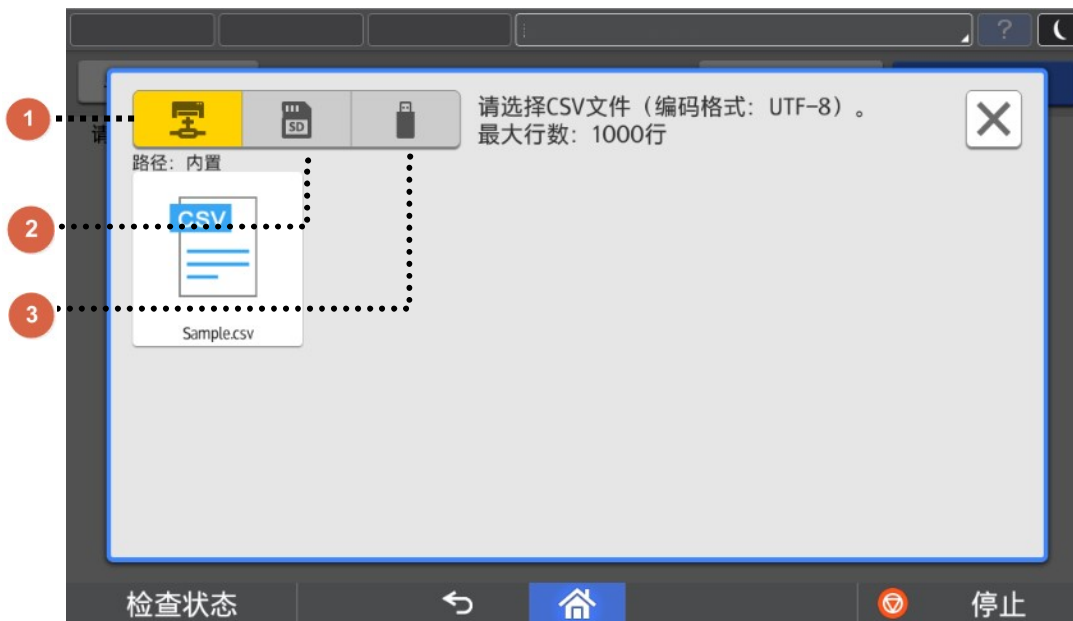 ?
1
请选择CSV文件（编码格式：UTF-8）。
SD
最大行数：1000行
请
路径：内置
CSV
2
3
Sample.csv
检查状态
停止